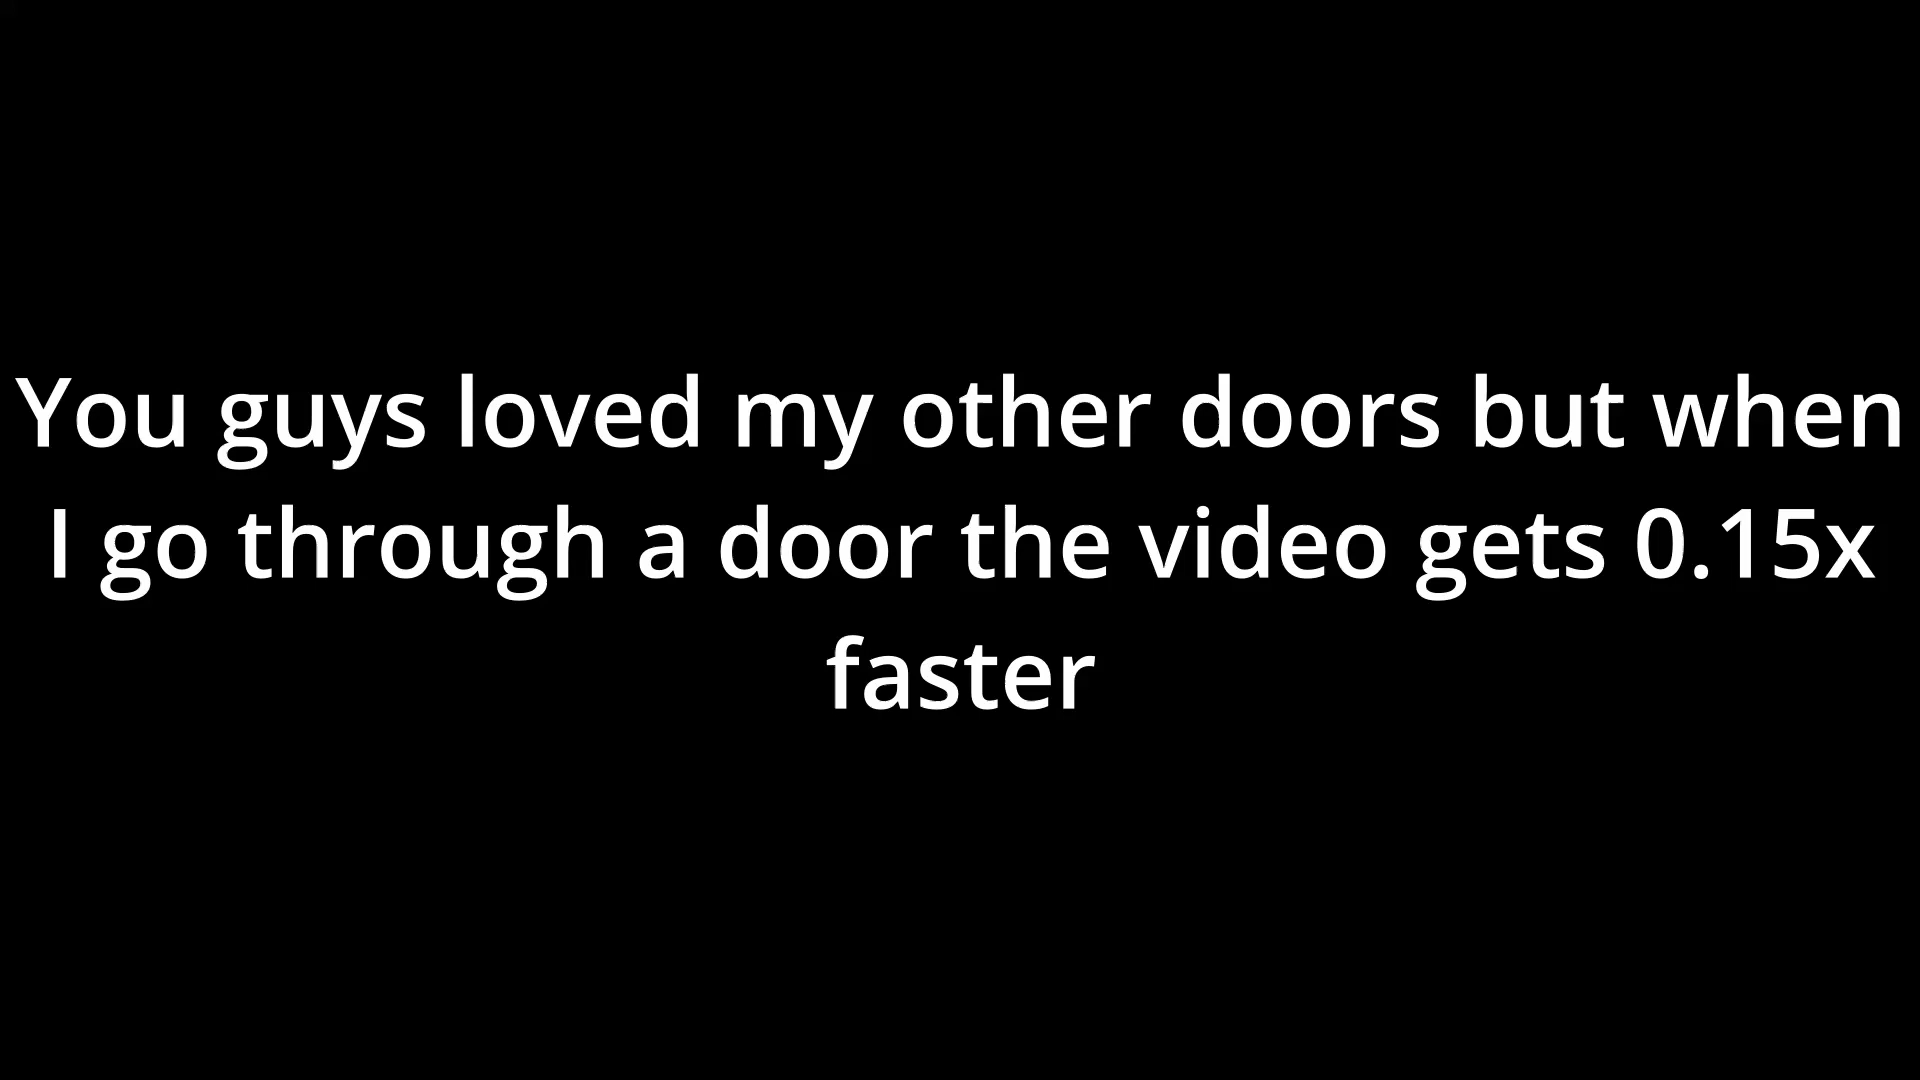 You guys loved my other doors but when
I go through a door the video gets 0.15x
faster